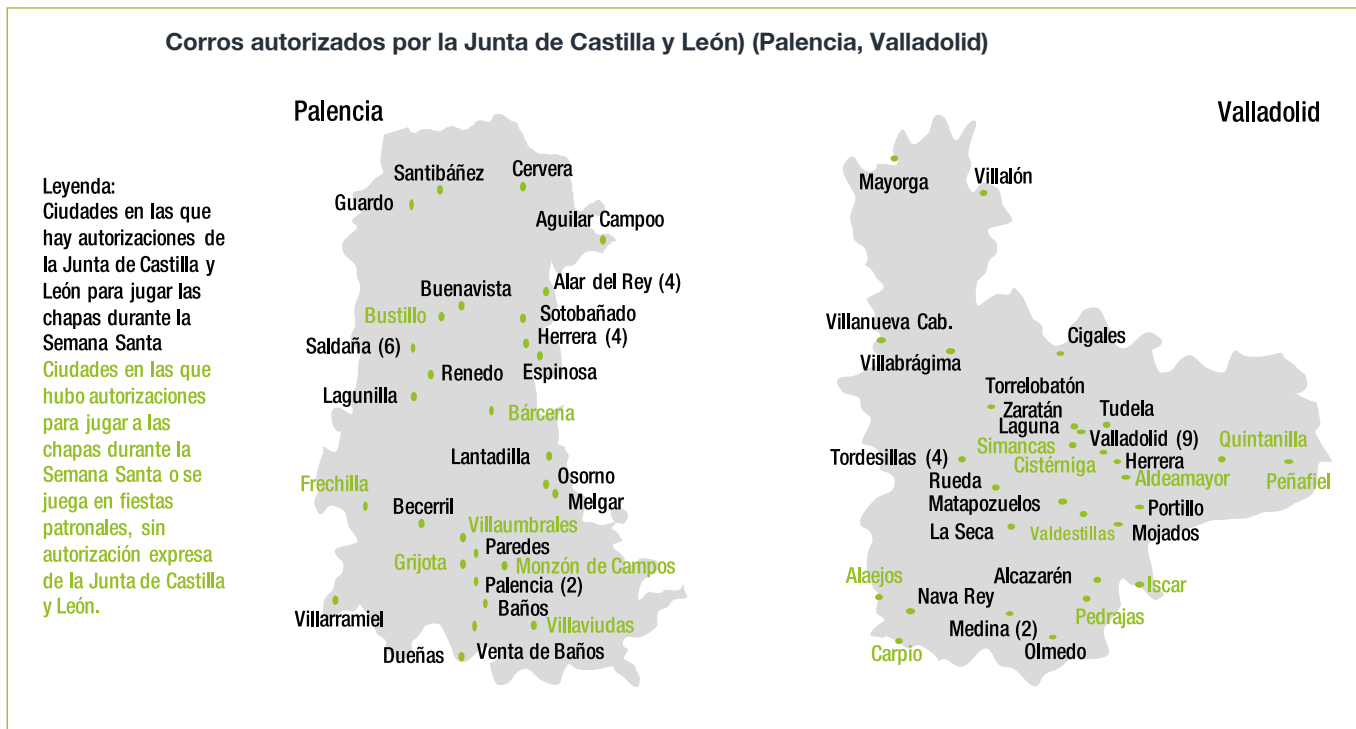 Corros autorizados por la Junta de Castilla y León) (Palencia, Valladolid)
Palencia
Valladolid
Leyenda:
Ciudades en las que
hay autorizaciones de
la Junta de Castilla y
León para jugar las
chapas durante la
Semana Santa
Ciudades en las que
hubo autorizaciones
para jugar a las
chapas durante la
Semana Santa o se
juega en fiestas
patronales, sin
autorización expresa
de la Junta de Castilla
y León.
Santibáñez
Cervera
Guardo
Aguilar Campoo
Alar del Rey (4)
Buenavista
Bustillo
Sotobañado
Herrera (4)
Saldaña (6)
Espinosa
Renedo
Lagunilla
Bárcena
Lantadilla
Osorno
Frechilla
Melgar
Becerril
Villaumbrales
Paredes
Grijota
Monzón de Campos
Palencia (2)
Baños
Villarramiel
Villaviudas
Dueñas
Venta de Baños
Mayorga
Villalón
Villanueva Cab.
Cigales
Villabrágima
Torrelobatón
Zaratán
Tudela
Laguna
Valladolid (9)
Quintanilla
Simancas
Tordesillas (4)
Cistérniga
Herrera
Rueda
Aldeamayor
Peñafiel
Matapozuelos
Portillo
La Seca
Valdestillas
Mojados
Alaejos
Alcazarén
Iscar
Nava Rey
Pedrajas
Medina (2)
Carpio
Olmedo